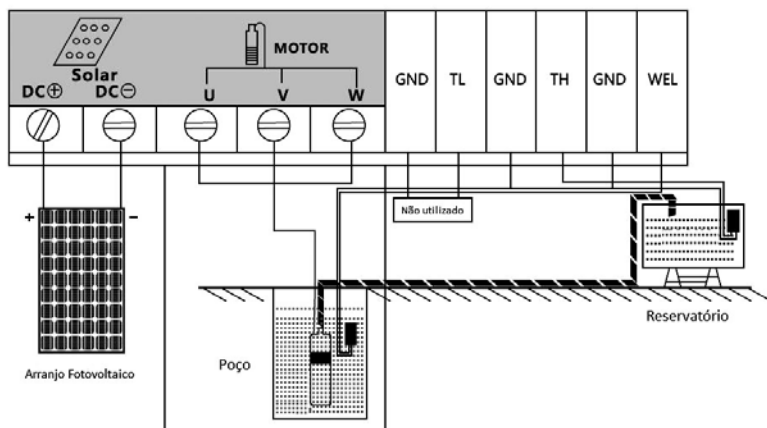 Solar
MOTOR
DC⊕ DC⊖ U V W
GND TL GND TH GND WEL
+ −
Não utilizado
Reservatório
Poço
Arranjo Fotovoltaico